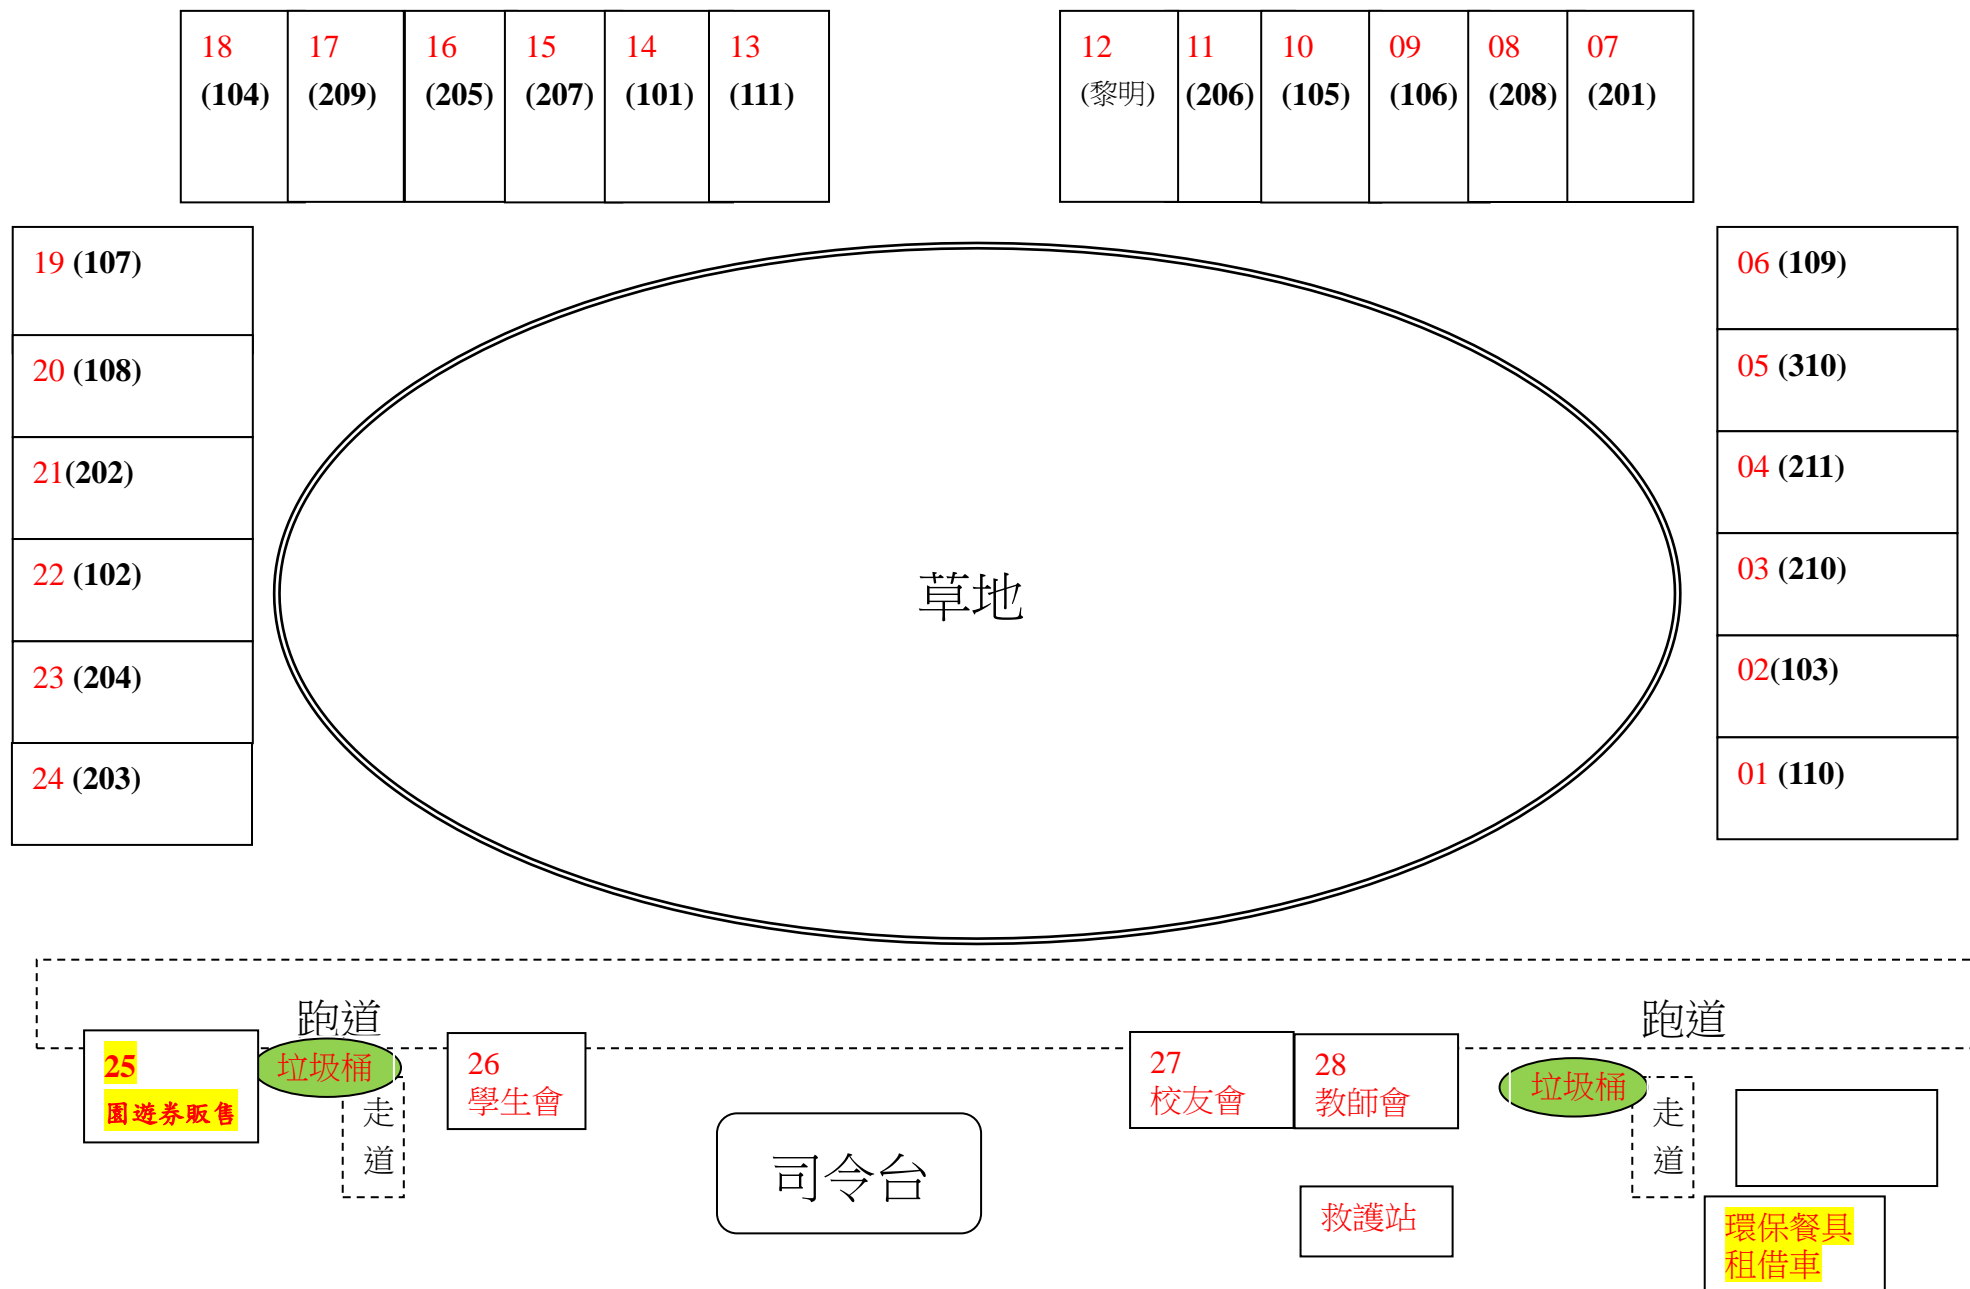 18 17 16 15 14 13
(104) (209) (205) (207) (101) (111)
12 11 10 09 08 07
(黎明) (206) (105) (106) (208) (201)
19 (107)
20 (108)
21(202)
22 (102)
23 (204)
24 (203)
草地
06 (109)
05 (310)
04 (211)
03 (210)
02(103)
01 (110)
跑道
跑道
25
園遊券販售
垃圾桶
走
道
26
學生會
司令台
27
校友會
28
教師會
救護站
垃圾桶
走
道
環保餐具
租借車